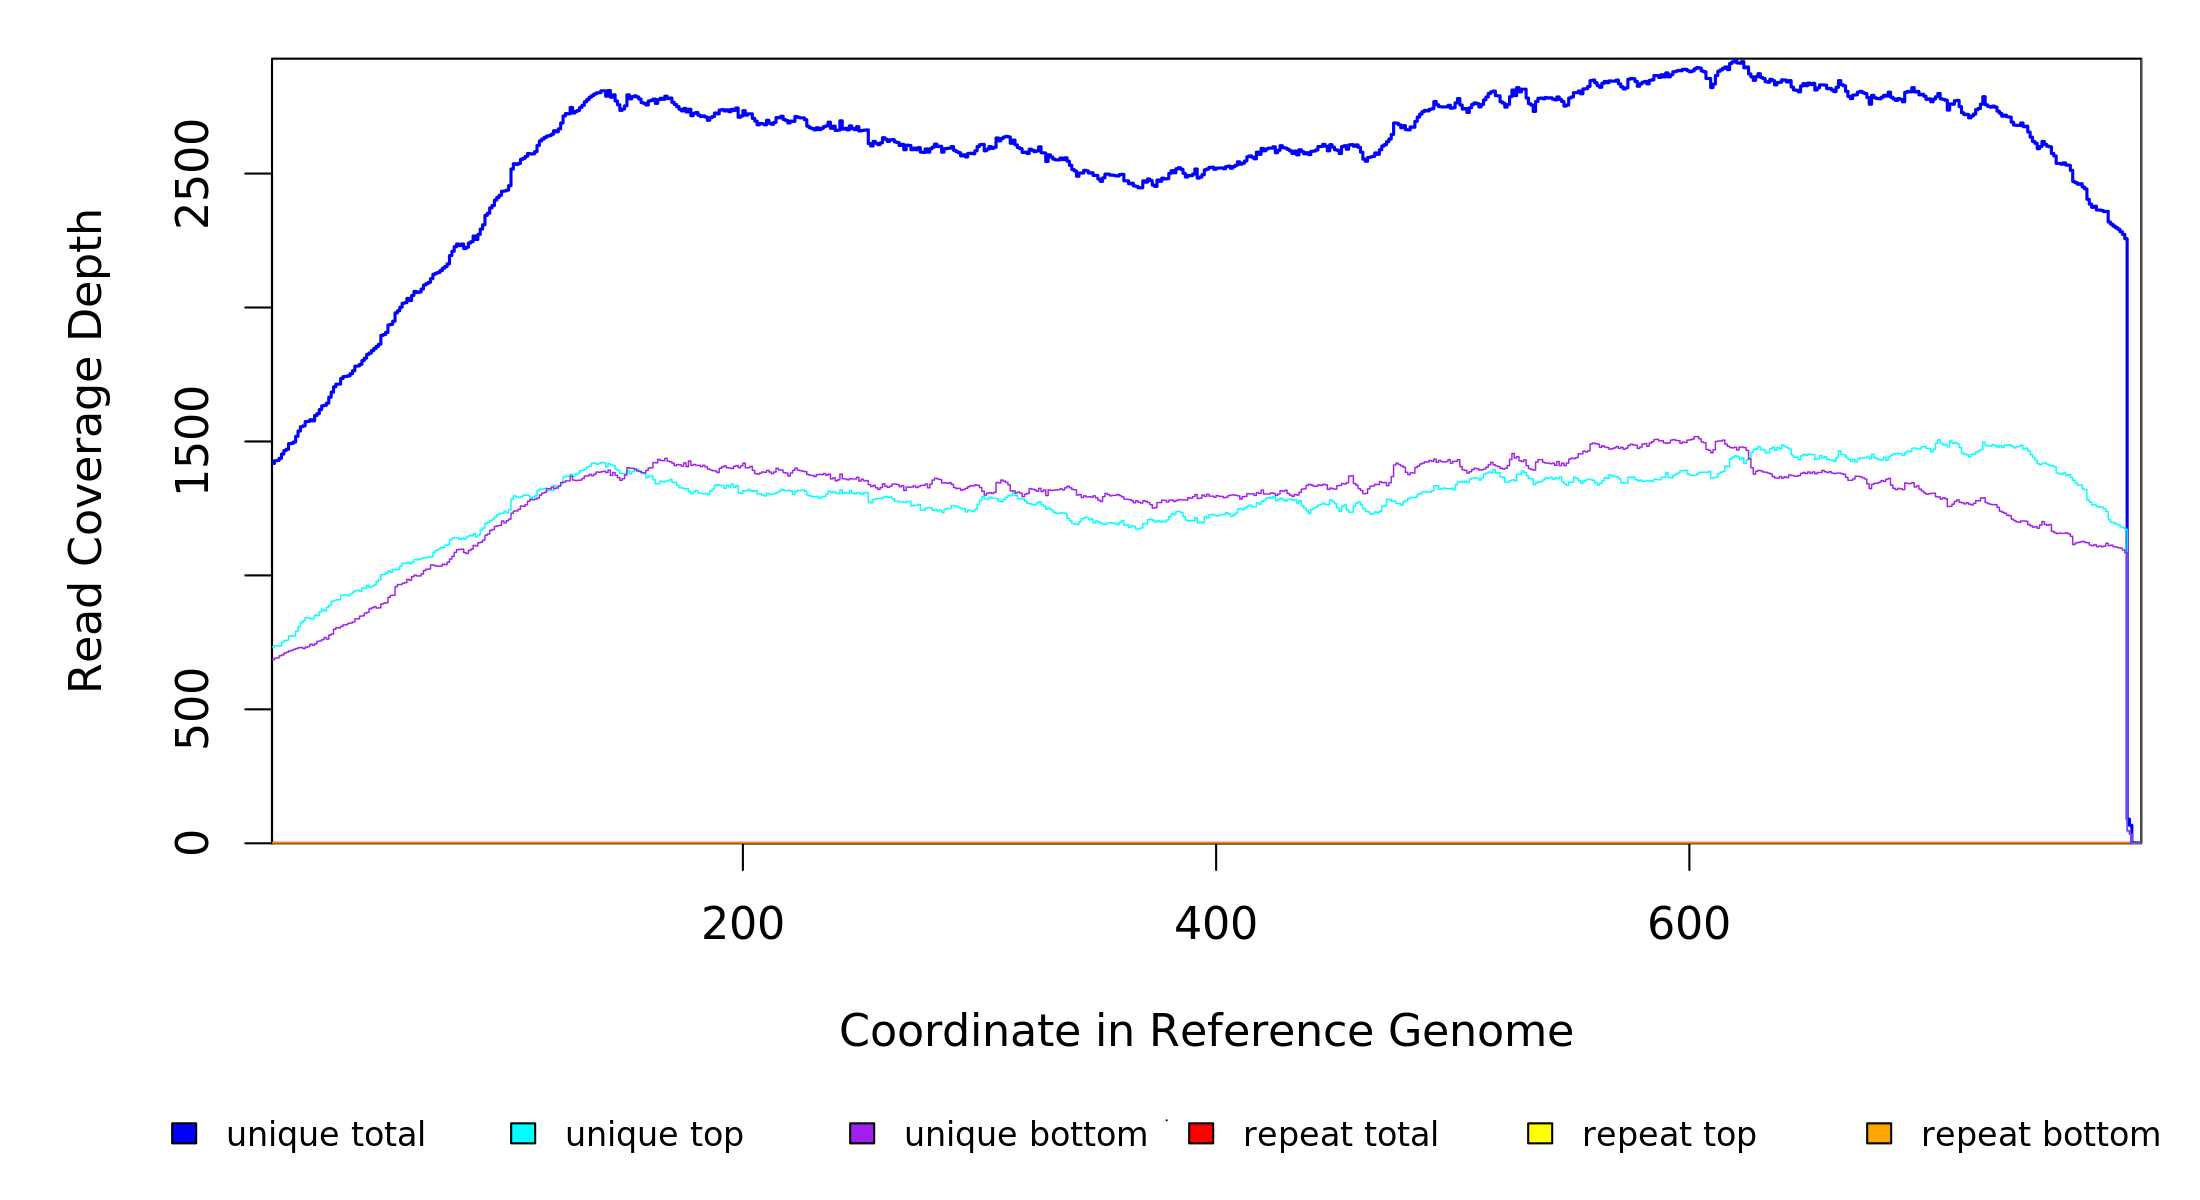 Read Coverage Depth
2500
1500
500
0
200 400 600
Coordinate in Reference Genome
unique total unique top unique bottom repeat total repeat top repeat bottom